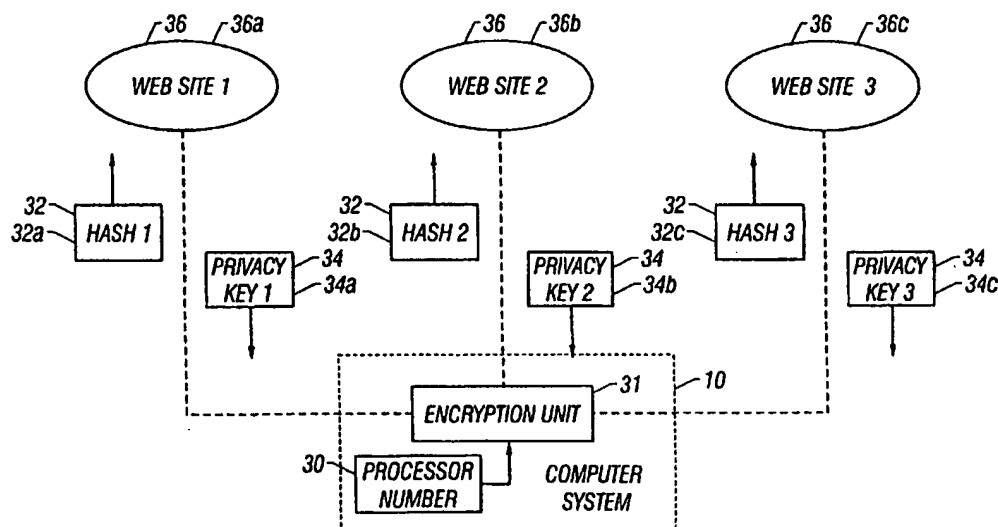 36 36a 36 36b 36 36c
WEB SITE 1 WEB SITE 2 WEB SITE 3
32 32 32
32a HASH 1 32b HASH 2 32c HASH 3
PRIVACY 34 PRIVACY 34 PRIVACY 34
KEY 1 34a KEY 2 34b KEY 3 34c
31 10
ENCRYPTION UNIT
30 PROCESSOR COMPUTER
NUMBER SYSTEM